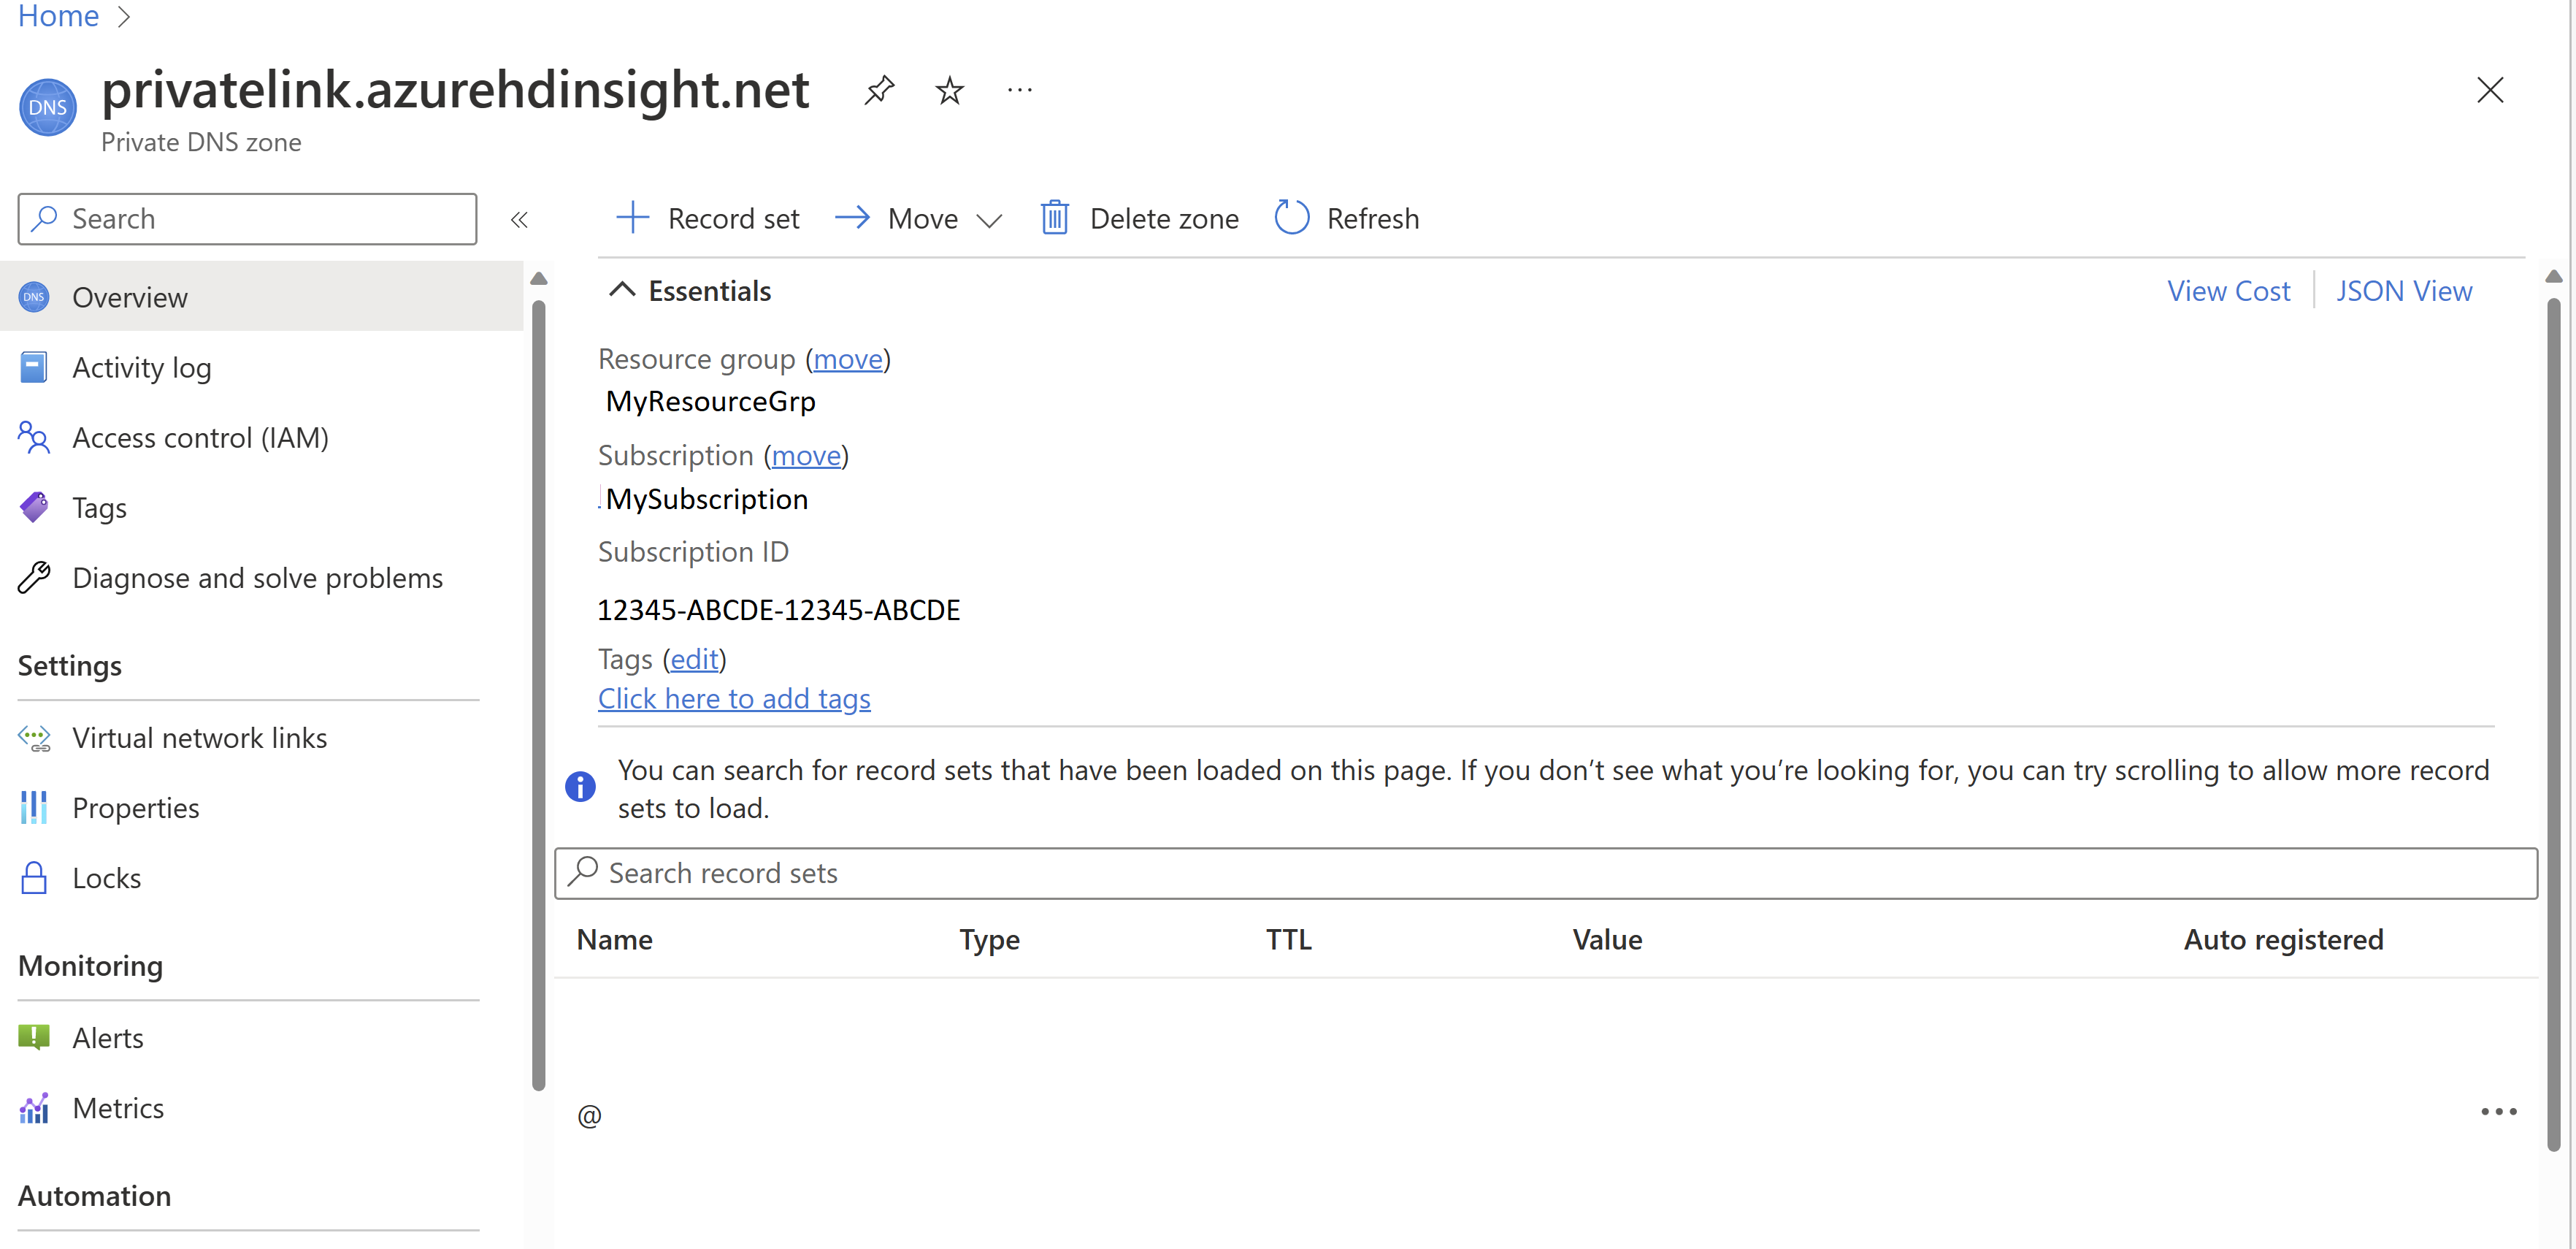 Home
privatelink.azurehdinsight.net
DNS
Private DNS zone
Search
Record set
Move
Delete zone
Refresh
DNS
Overview
Activity log
Access control (IAM)
Tags
Diagnose and solve problems
Settings
Virtual network links
Properties
Locks
Monitoring
Alerts
Metrics
Automation
Essentials
View Cost
JSON View
Resource group (move)
MyResourceGrp
Subscription (move)
MySubscription
Subscription ID
12345-ABCDE-12345-ABCDE
Tags (edit)
Click here to add tags
You can search for record sets that have been loaded on this page. If you don’t see what you’re looking for, you can try scrolling to allow more record
sets to load.
Search record sets
Name Type TTL Value Auto registered
@